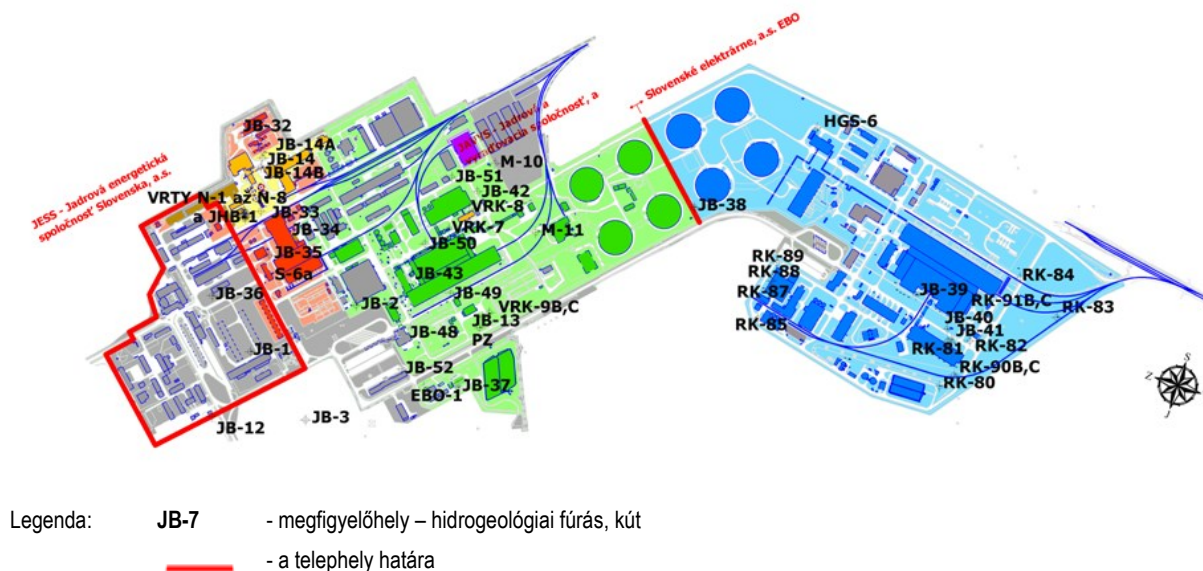 Slovenské elektrárne, a.s. EBO
JESS - Jadrová energetická
spoločnosť Slovenska, a.s.
JAVYS - Jadrová a
vyraďovacia spoločnosť, a
JB-32
JB-14A
JB-14
JB-14B
VRTY N-1 až N-8
a JHB-1
JB-33
JB-34
JB-35
S-6a
JB-36
JB-1
JB-12
JB-3
JB-2
M-10
JB-51
JB-42
VRK-8
VRK-7
JB-50
M-11
JB-43
JB-49
VRK-9B,C
JB-13
JB-48
PZ
JB-52
JB-37
EBO-1
JB-38
HGS-6
RK-89
RK-88
RK-87
RK-85
JB-39
RK-84
RK-91B,C
RK-83
JB-40
JB-41
RK-81
RK-82
RK-90B,C
RK-80
S
Z
J
Legenda: JB-7 - megfigyelőhely – hidrogeológiai fúrás, kút
- a telephely határa